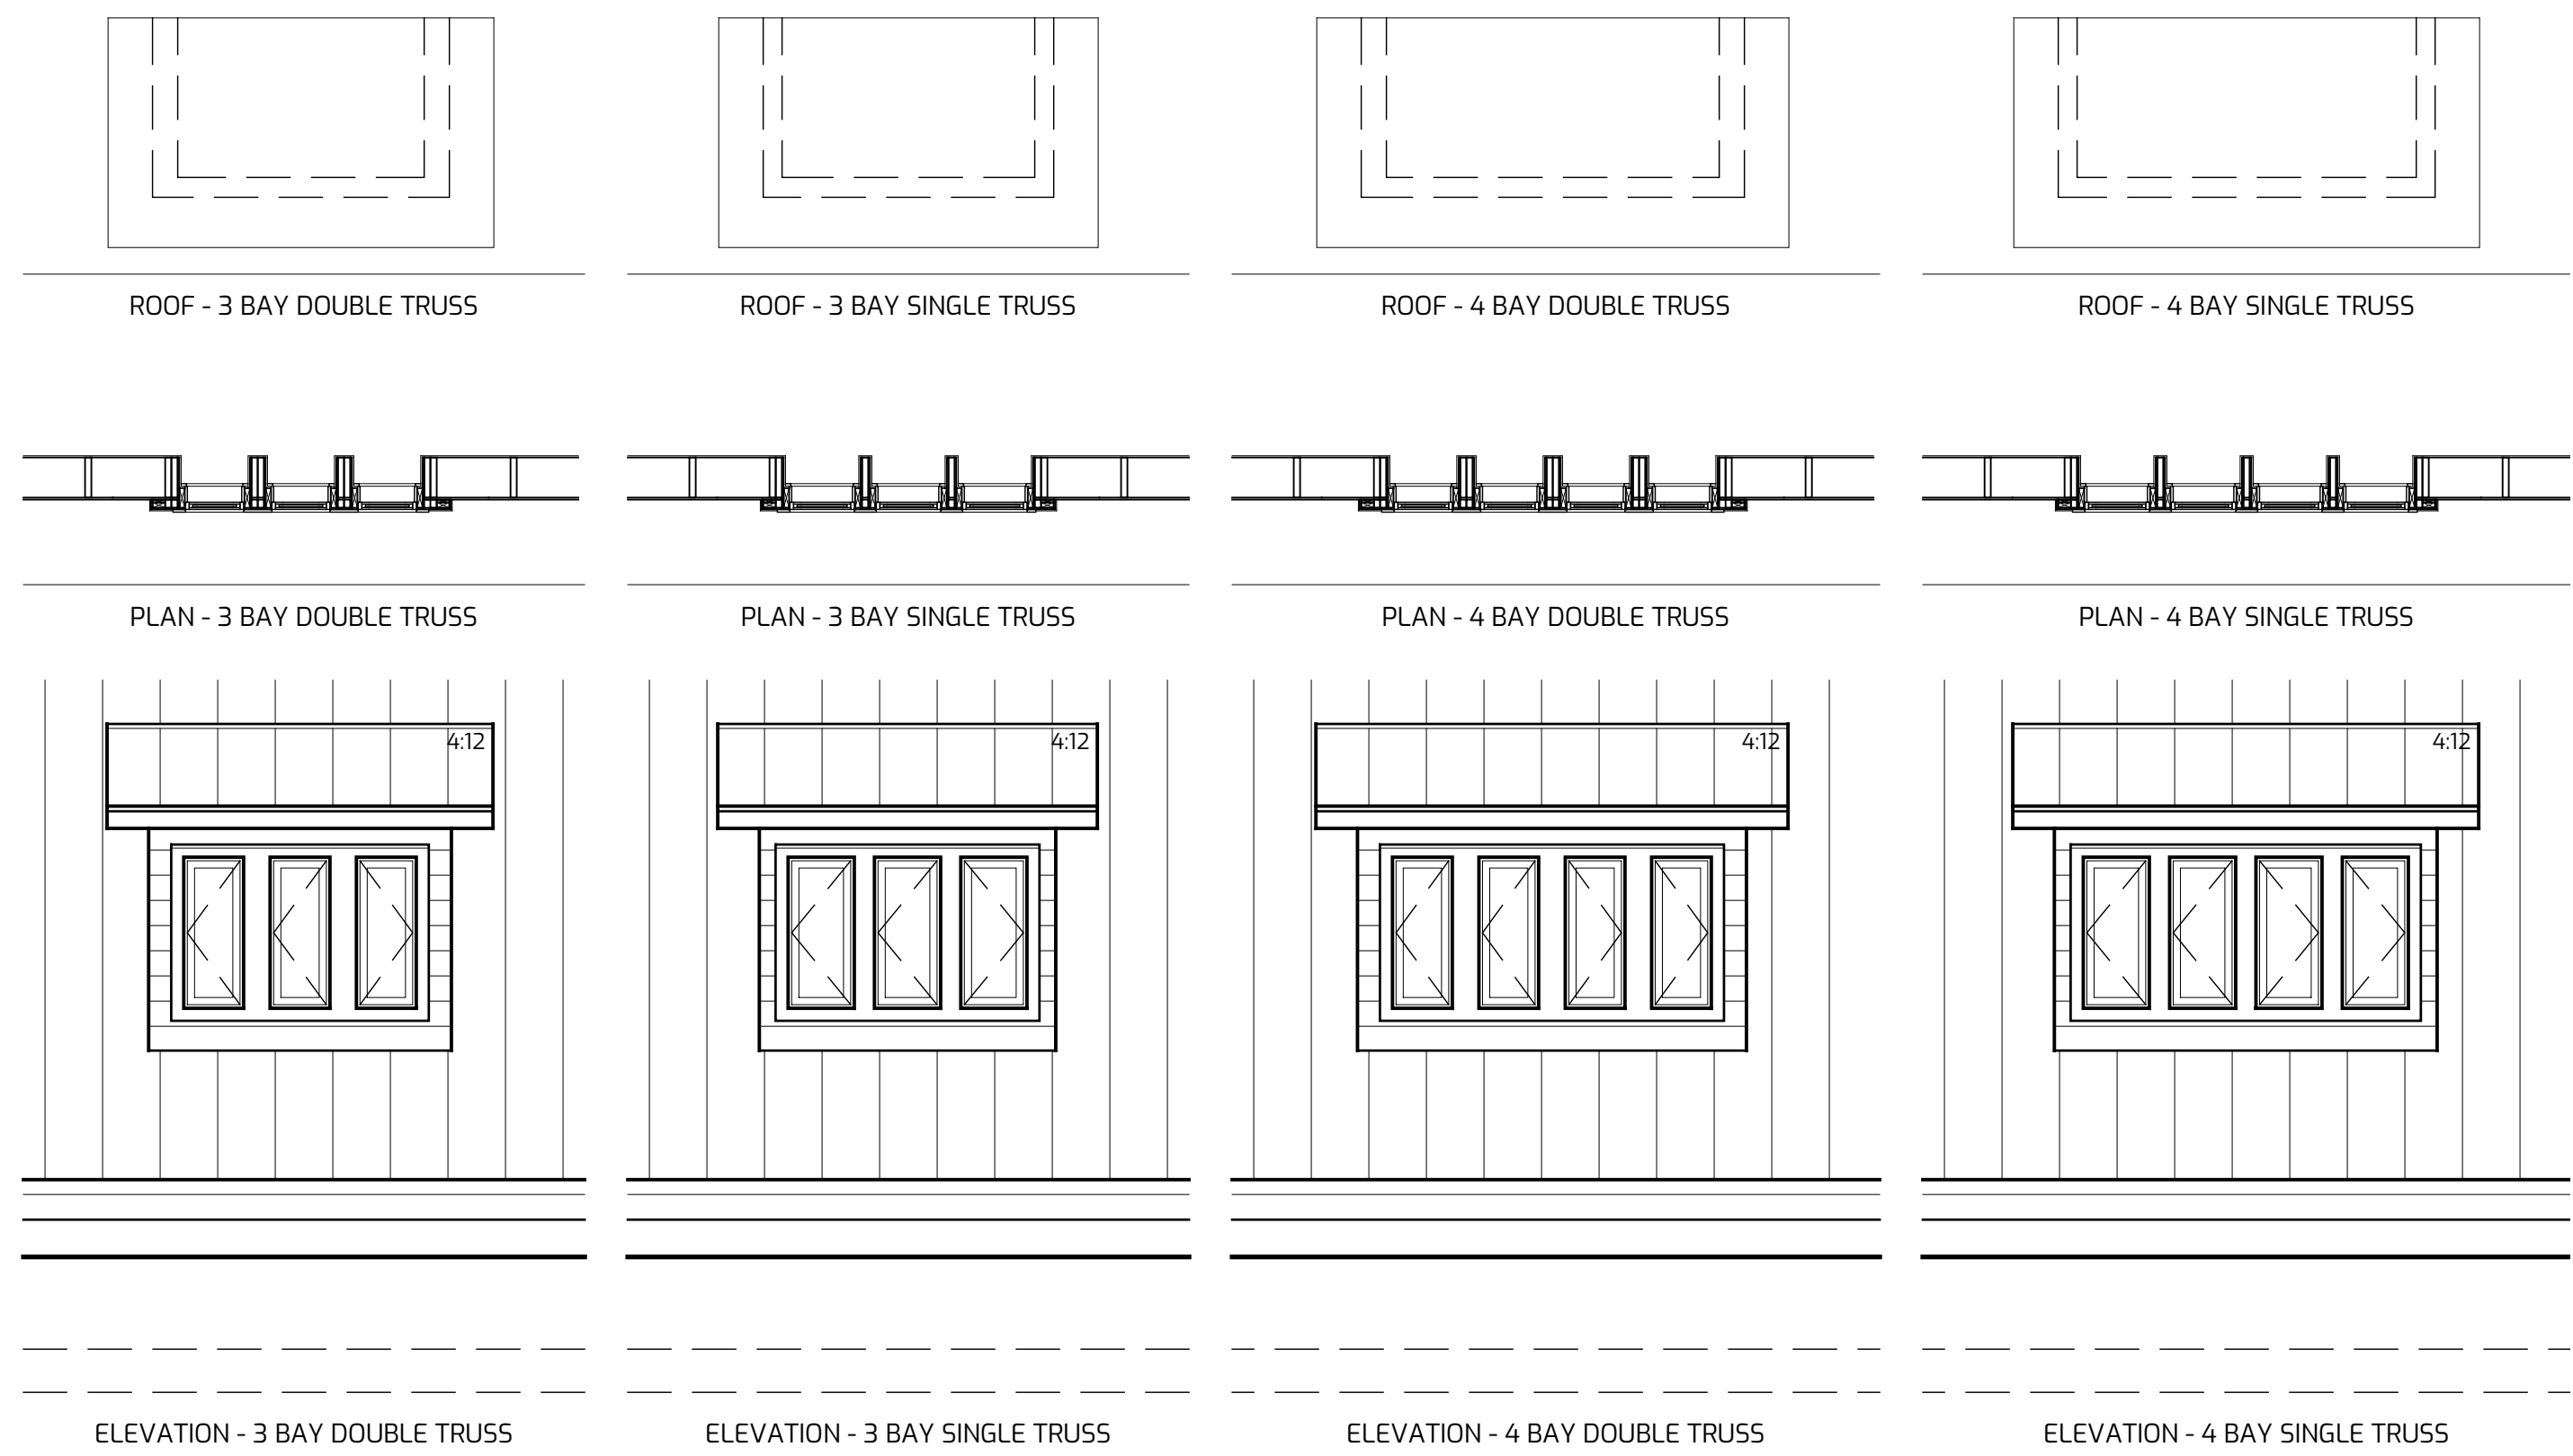 ROOF - 3 BAY DOUBLE TRUSS
ROOF - 3 BAY SINGLE TRUSS
ROOF - 4 BAY DOUBLE TRUSS
ROOF - 4 BAY SINGLE TRUSS
PLAN - 3 BAY DOUBLE TRUSS
PLAN - 3 BAY SINGLE TRUSS
PLAN - 4 BAY DOUBLE TRUSS
PLAN - 4 BAY SINGLE TRUSS
4:12
4:12
4:12
4:12
ELEVATION - 3 BAY DOUBLE TRUSS
ELEVATION - 3 BAY SINGLE TRUSS
ELEVATION - 4 BAY DOUBLE TRUSS
ELEVATION - 4 BAY SINGLE TRUSS